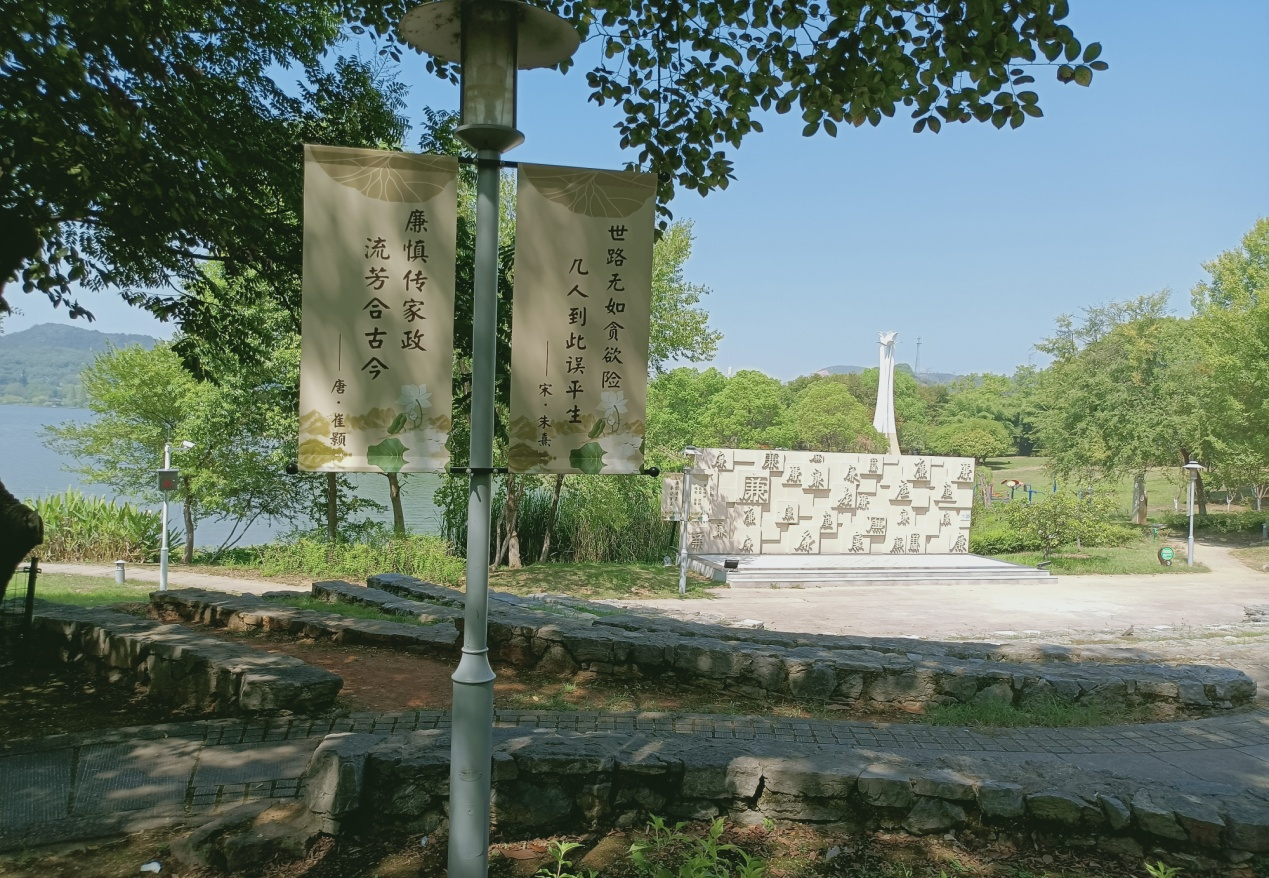 廉慎传家政
流芳合古今
——唐·崔颢
世路无如贪欲险
几人到此误平生
——宋·朱熹
廉